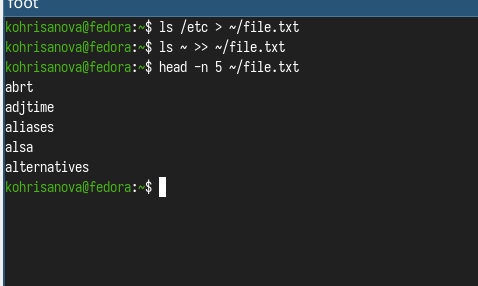 foot
kohrisanova@fedora:~$ ls /etc > ~/file.txt
kohrisanova@fedora:~$ ls ~ >> ~/file.txt
kohrisanova@fedora:~$ head -n 5 ~/file.txt
abrt
adjtime
aliases
alsa
alternatives
kohrisanova@fedora:~$